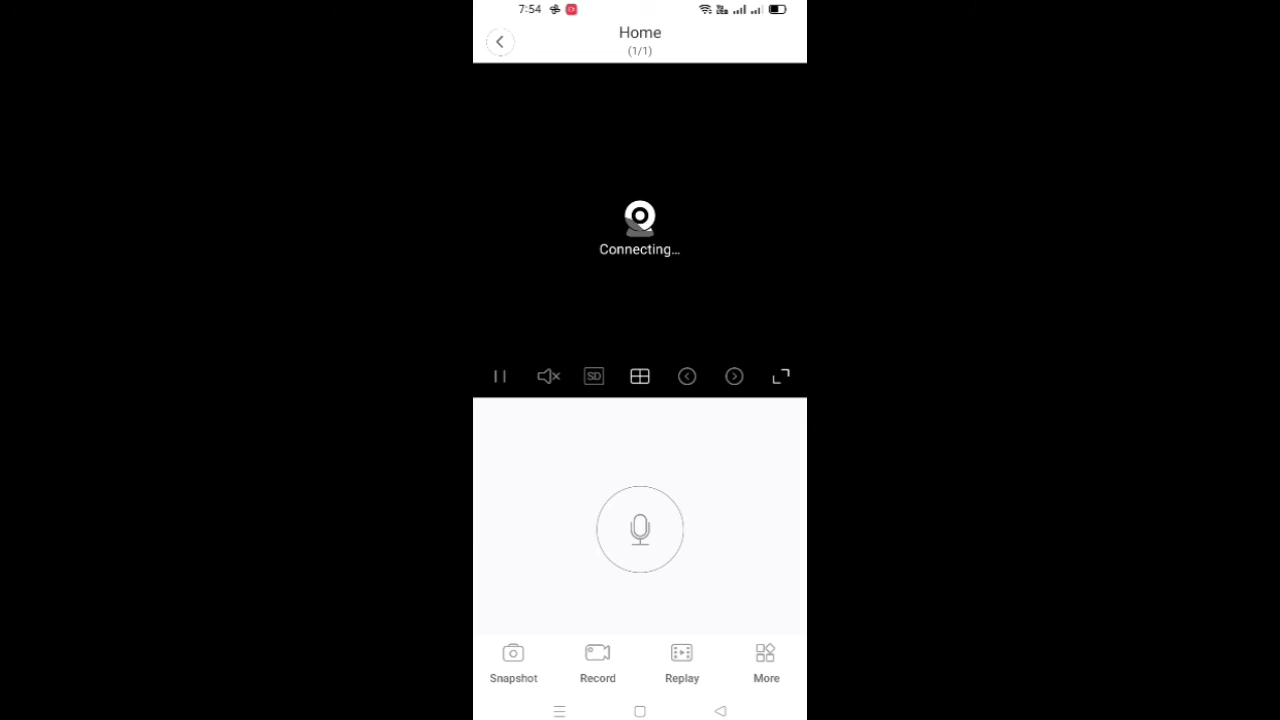 7:54
Home
(1/1)
Connecting...
SD
Snapshot
Record
Replay
More